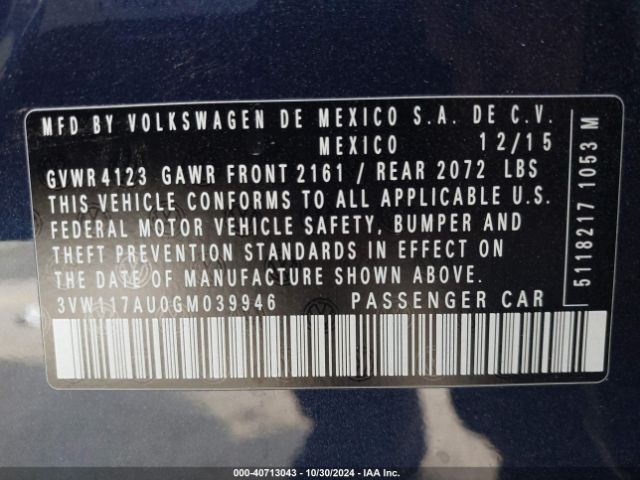 MFD BY VOLKSWAGEN DE MEXICO S.A. DE C.V.
MEXICO 12/15
GVWR 4123 GAWR FRONT 2161 / REAR 2072 LBS
THIS VEHICLE CONFORMS TO ALL APPLICABLE U.S.
FEDERAL MOTOR VEHICLE SAFETY, BUMPER AND
THEFT PREVENTION STANDARDS IN EFFECT ON
THE DATE OF MANUFACTURE SHOWN ABOVE.
3VW117AU0GM039946 PASSENGER CAR
5118217 1053 M
000-40713043 - 10/30/2024 - IAA Inc.